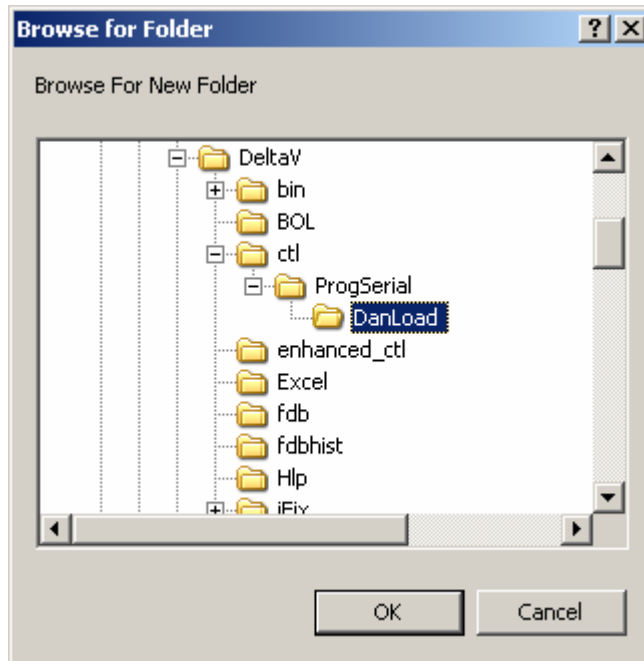 Browse for Folder
Browse For New Folder
DeltaV
bin
BOL
ctl
ProgSerial
DanLoad
enhanced_ctl
Excel
fdb
fdbhist
Hlp
iFix
OK
Cancel